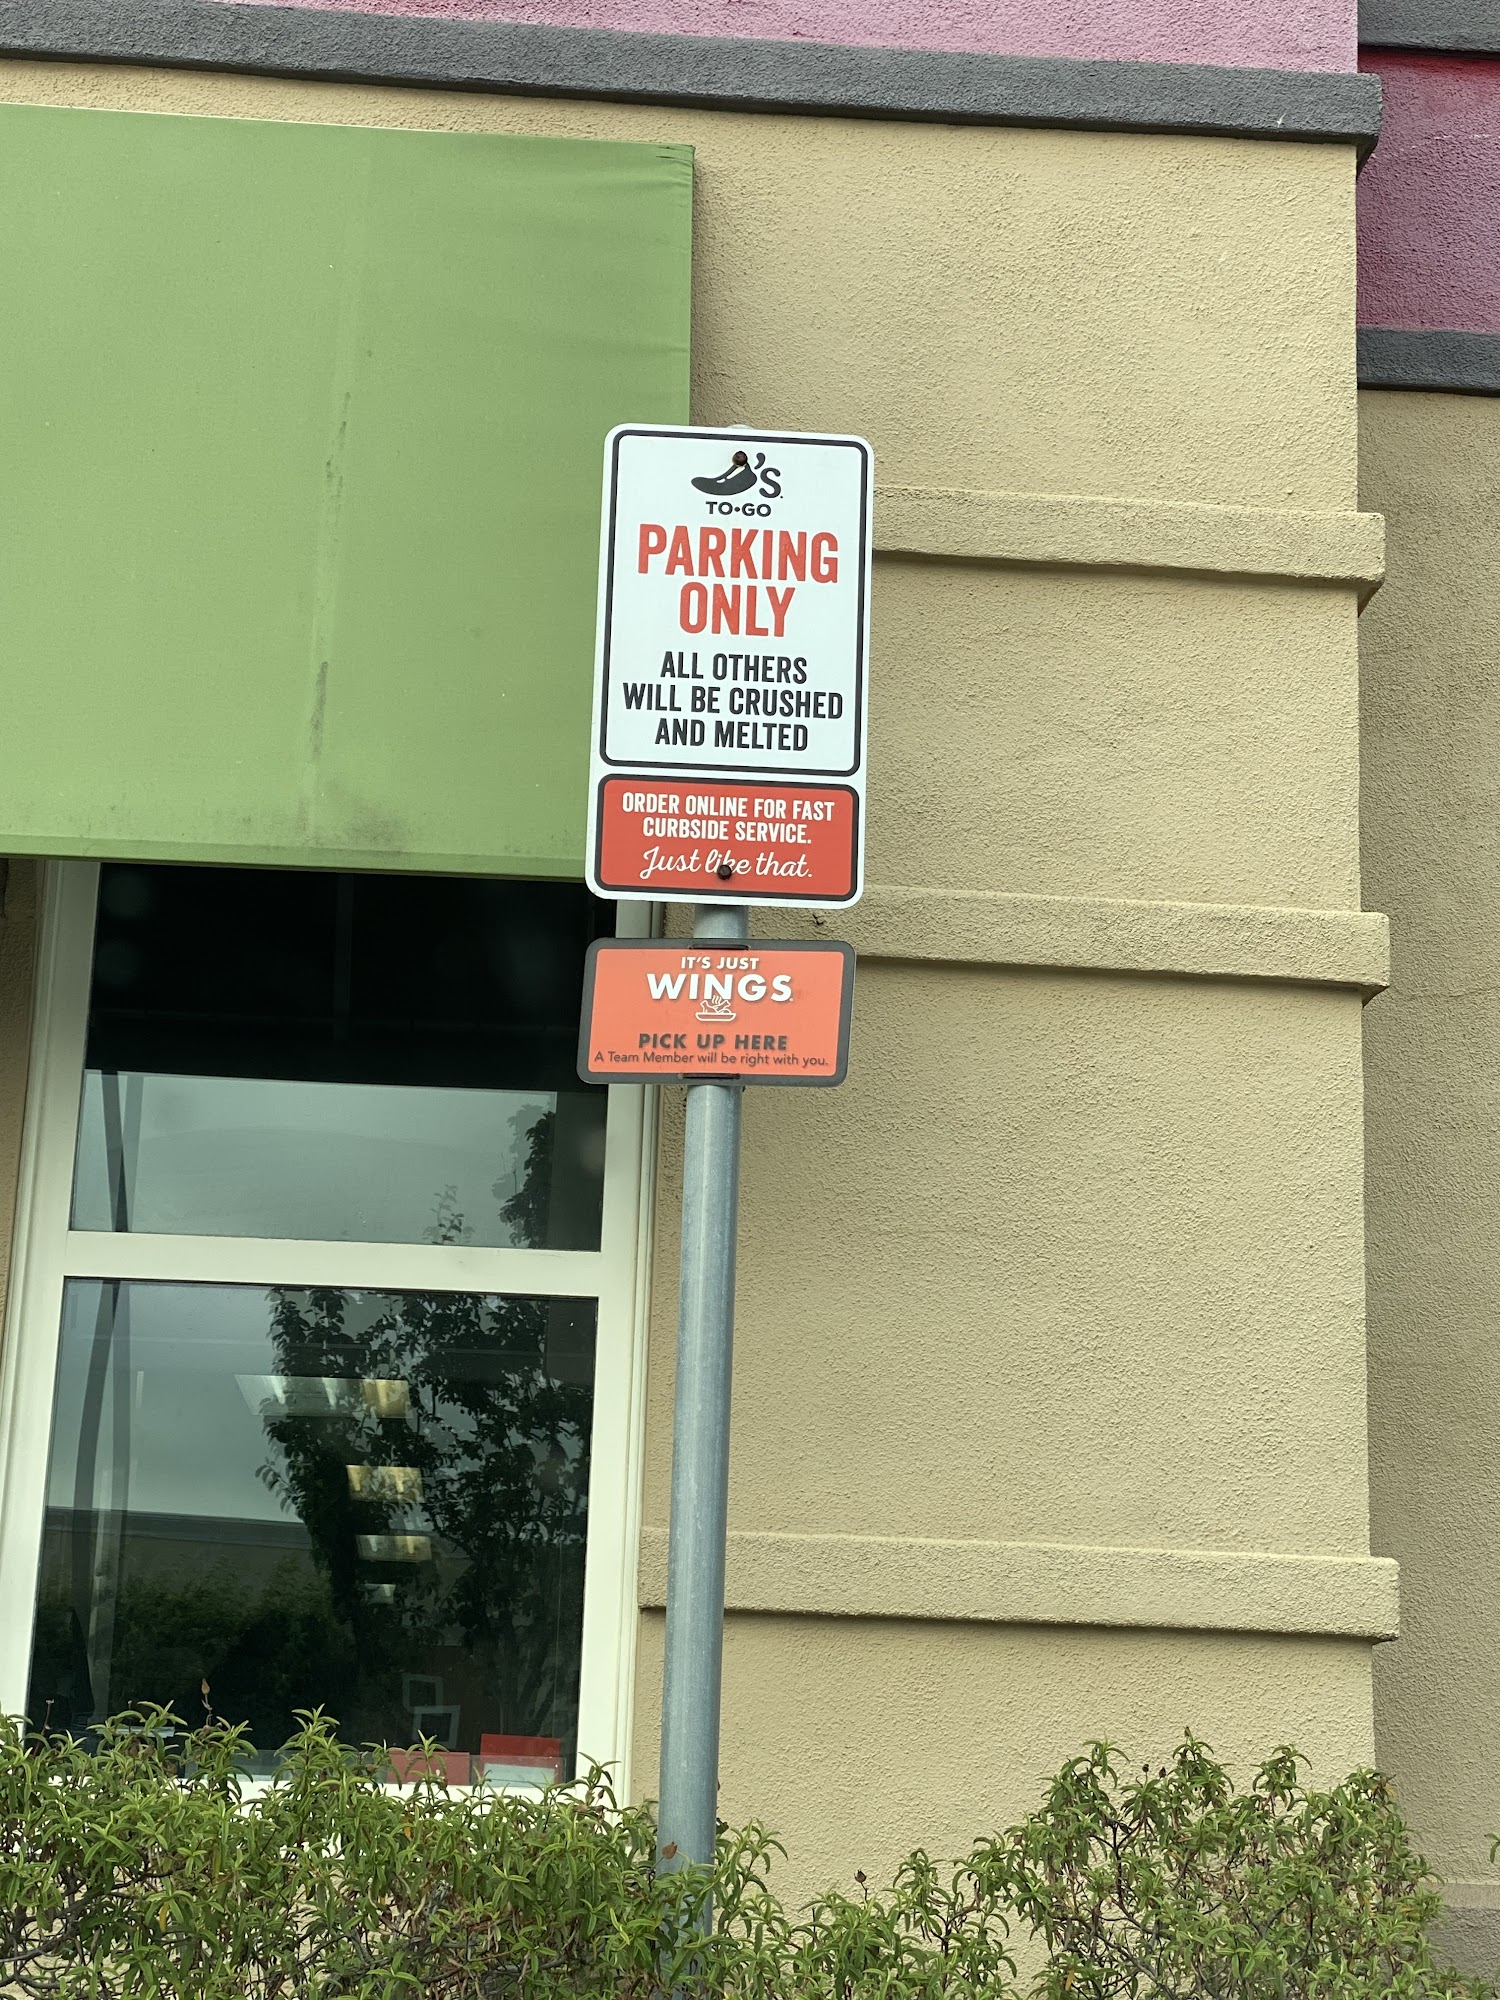 's
TO•GO
PARKING
ONLY
ALL OTHERS
WILL BE CRUSHED
AND MELTED
ORDER ONLINE FOR FAST
CURBSIDE SERVICE.
Just like that.
IT'S JUST
WINGS
PICK UP HERE
A Team Member will be right with you.